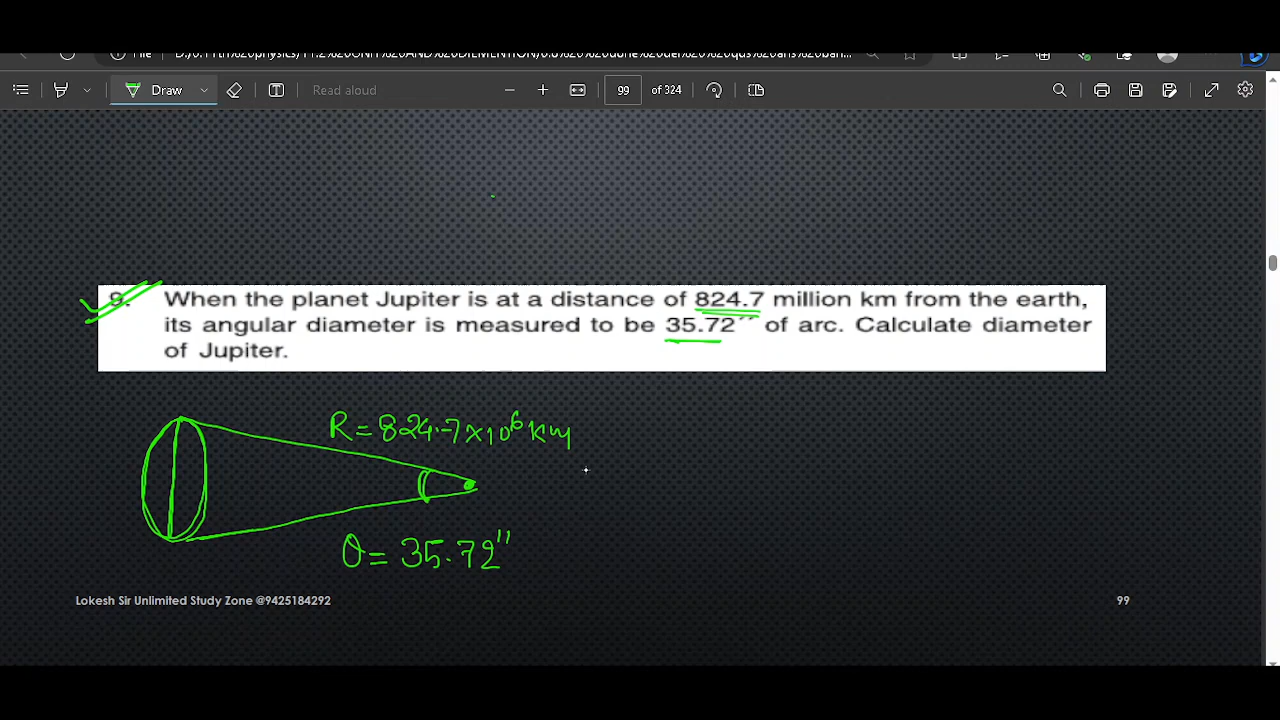 Draw
Read aloud
99
of 324
9. When the planet Jupiter is at a distance of 824.7 million km from the earth,
its angular diameter is measured to be 35.72'' of arc. Calculate diameter
of Jupiter.
R = 824.7 × 10⁶ km
θ = 35.72''
Lokesh Sir Unlimited Study Zone @9425184292
99